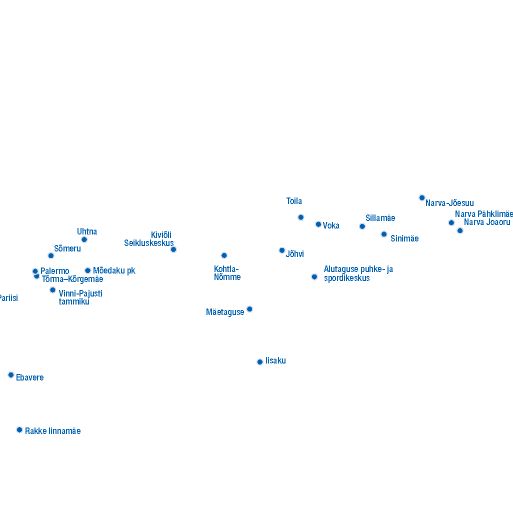 Toila
Narva-Jõesuu
Narva Pähklimäe
Sillamäe
Narva Joaoru
Voka
Uhtna
Kiviõli
Seikluskeskus
Sinimäe
Sõmeru
Jõhvi
Palermo
Mõedaku pk
Kohtla-
Nõmme
Alutaguse puhke- ja
spordikeskus
Tõrma–Kõrgemäe
Pariisi
Vinni-Pajusti
tammiku
Mäetaguse
Iisaku
Ebavere
Rakke linnamäe